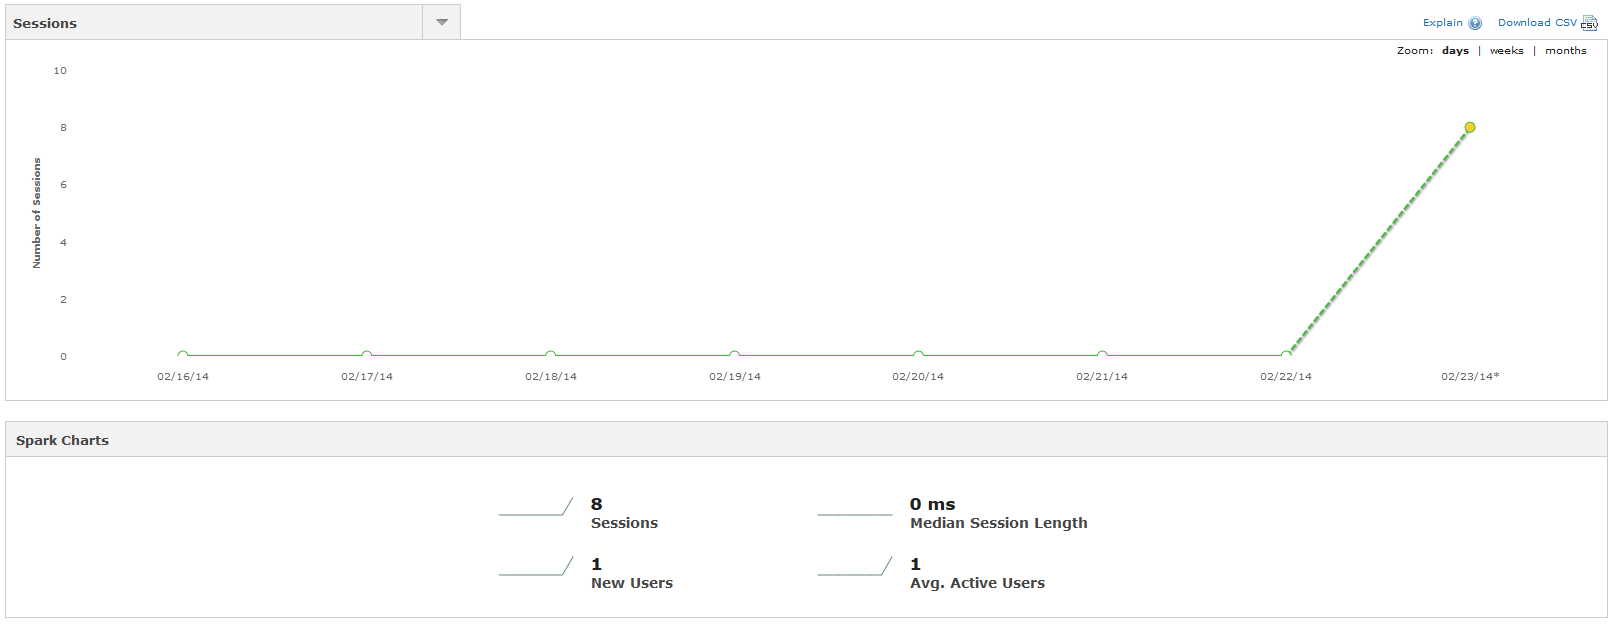 Sessions
Explain
Download CSV
CSV
Zoom: days | weeks | months
10
8
6
4
2
0
Number of Sessions
02/16/14
02/17/14
02/18/14
02/19/14
02/20/14
02/21/14
02/22/14
02/23/14*
Spark Charts
8
Sessions
0 ms
Median Session Length
1
New Users
1
Avg. Active Users